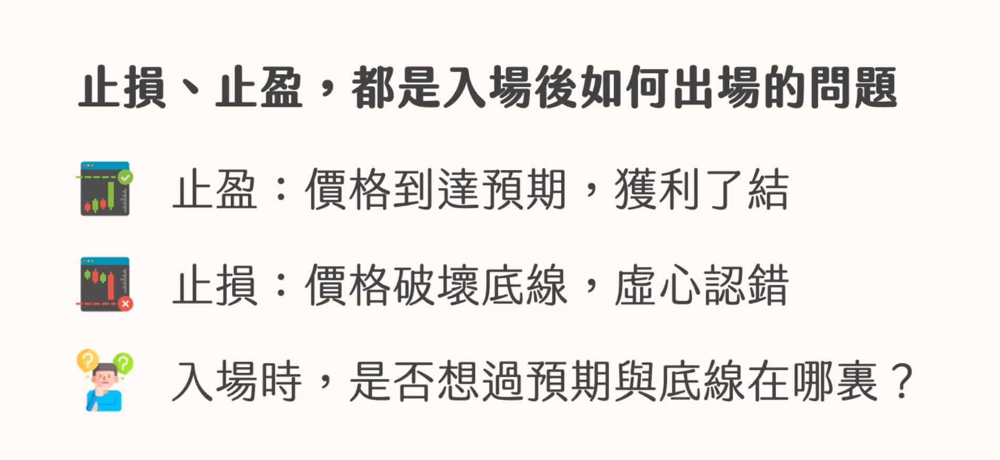 止損、止盈，都是入場後如何出場的問題
止盈：價格到達預期，獲利了結
止損：價格破壞底線，虛心認錯
入場時，是否想過預期與底線在哪裏？